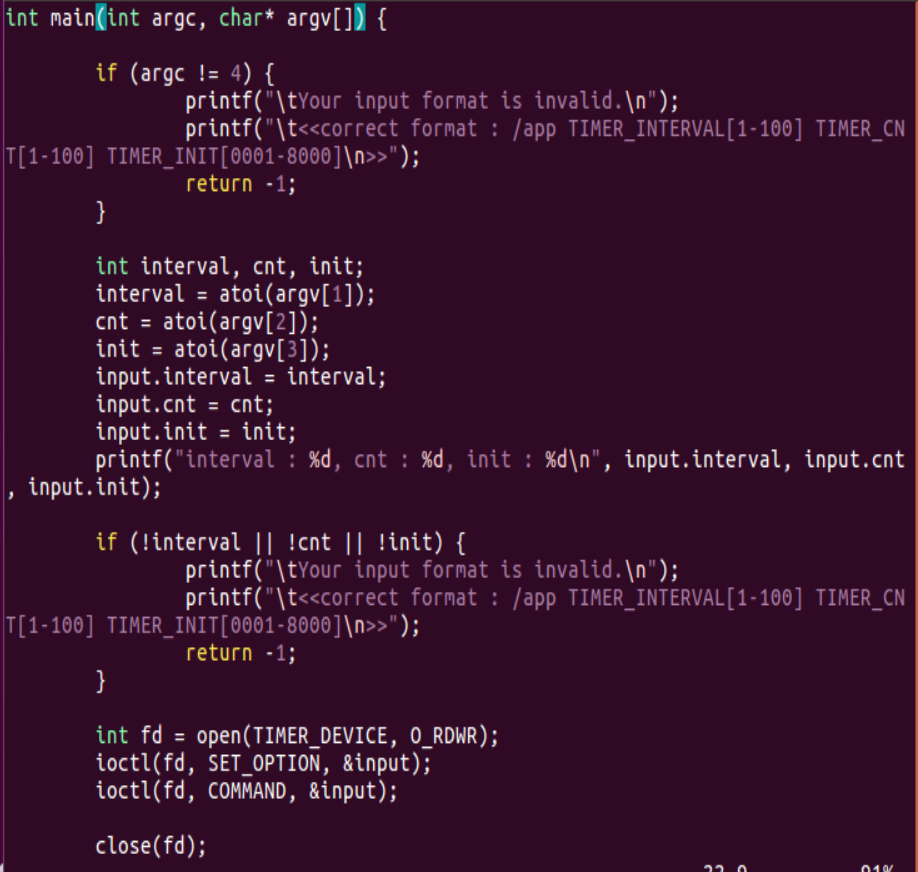 int main(int argc, char* argv[]) {
if (argc != 4) {
printf("\tYour input format is invalid.\n");
printf("\t<<correct format : /app TIMER_INTERVAL[1-100] TIMER_CN
T[1-100] TIMER_INIT[0001-8000]\n>>");
return -1;
}
int interval, cnt, init;
interval = atoi(argv[1]);
cnt = atoi(argv[2]);
init = atoi(argv[3]);
input.interval = interval;
input.cnt = cnt;
input.init = init;
printf("interval : %d, cnt : %d, init : %d\n", input.interval, input.cnt
, input.init);
if (!interval || !cnt || !init) {
printf("\tYour input format is invalid.\n");
printf("\t<<correct format : /app TIMER_INTERVAL[1-100] TIMER_CN
T[1-100] TIMER_INIT[0001-8000]\n>>");
return -1;
}
int fd = open(TIMER_DEVICE, O_RDWR);
ioctl(fd, SET_OPTION, &input);
ioctl(fd, COMMAND, &input);
close(fd);